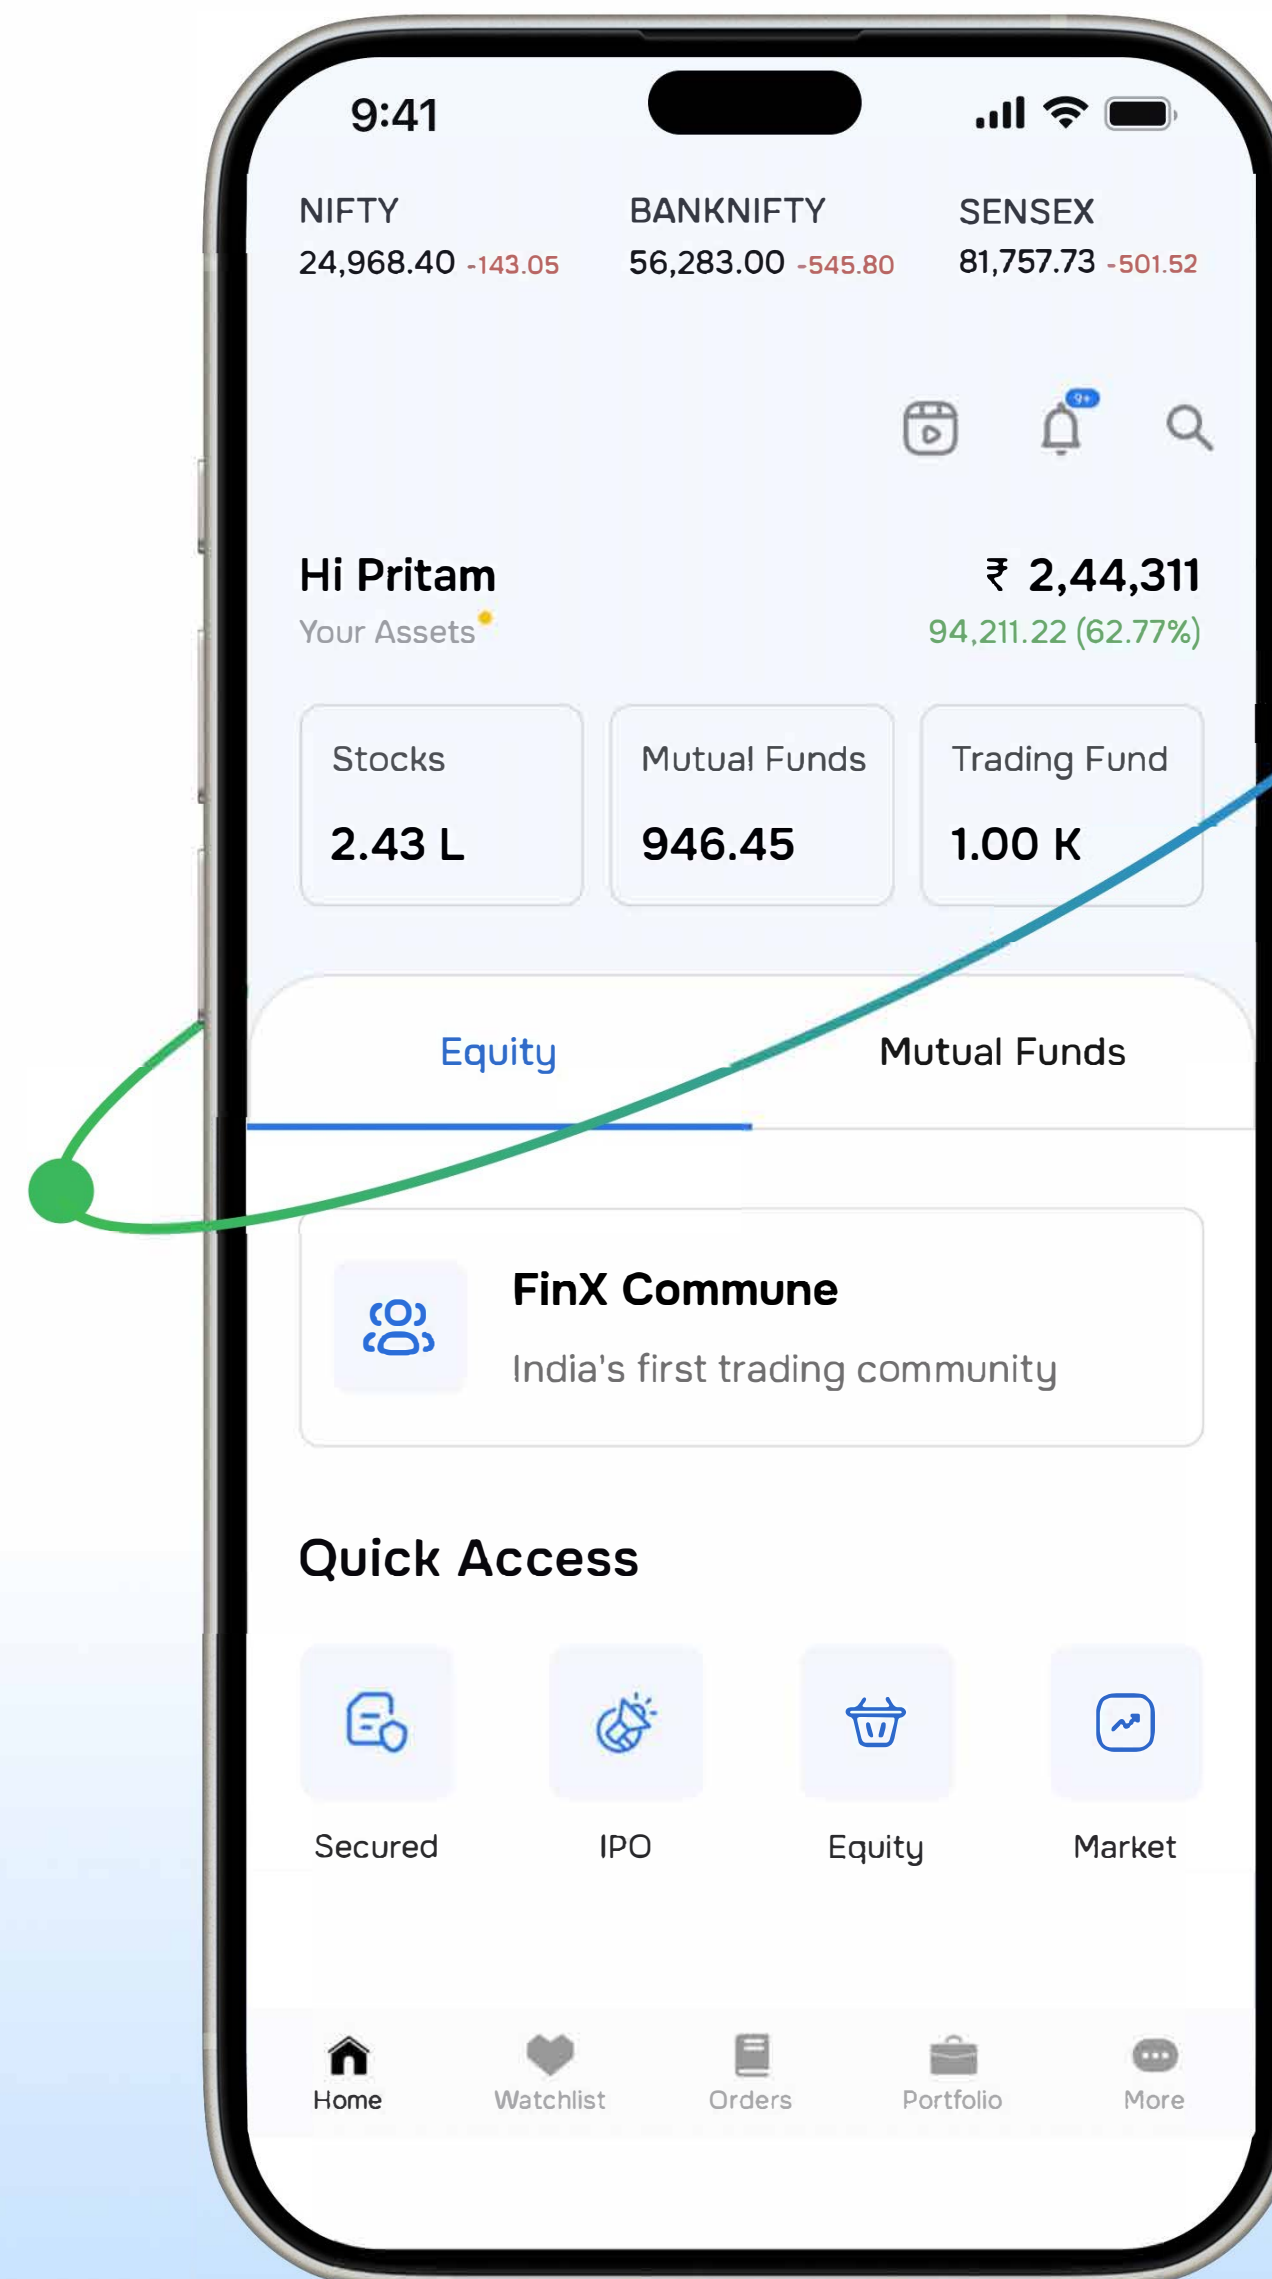 9:41
NIFTY BANKNIFTY SENSEX
24,968.40 -143.05 56,283.00 -545.80 81,757.73 -501.52
9+
Hi Pritam ₹ 2,44,311
Your Assets 94,211.22 (62.77%)
Stocks Mutual Funds Trading Fund
2.43 L 946.45 1.00 K
Equity Mutual Funds
FinX Commune
India's first trading community
Quick Access
Secured IPO Equity Market
Home Watchlist Orders Portfolio More